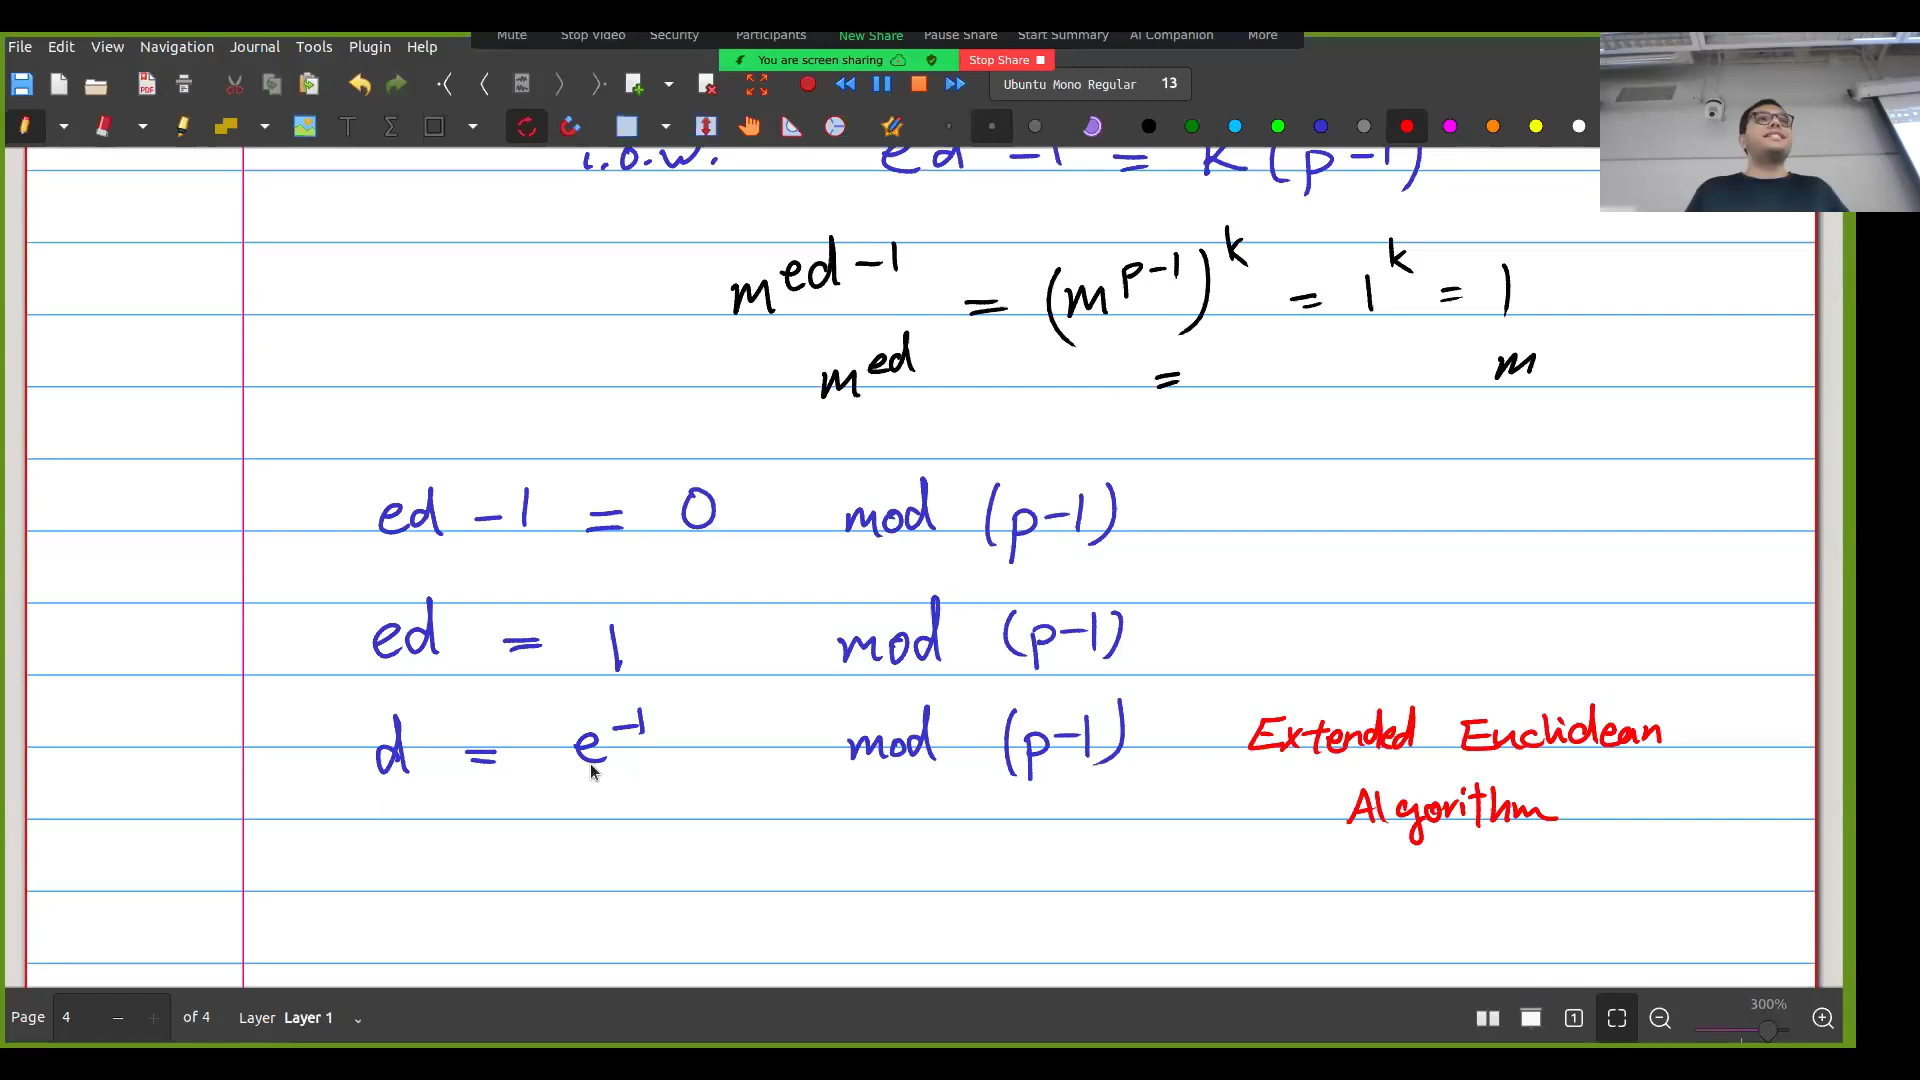 Mute Stop Video Security Participants New Share Pause Share Start Summary AI Companion More
File Edit View Navigation Journal Tools Plugin Help
You are screen sharing Stop Share
PDF Ubuntu Mono Regular 13
i.o.w. ed - 1 = k (p-1)
m^{ed-1} = (m^{p-1})^k = 1^k = 1
m^{ed} = m
ed - 1 = 0 mod (p-1)
ed = 1 mod (p-1)
d = e^{-1} mod (p-1) Extended Euclidean
Algorithm
Page 4 of 4 Layer Layer 1 300%